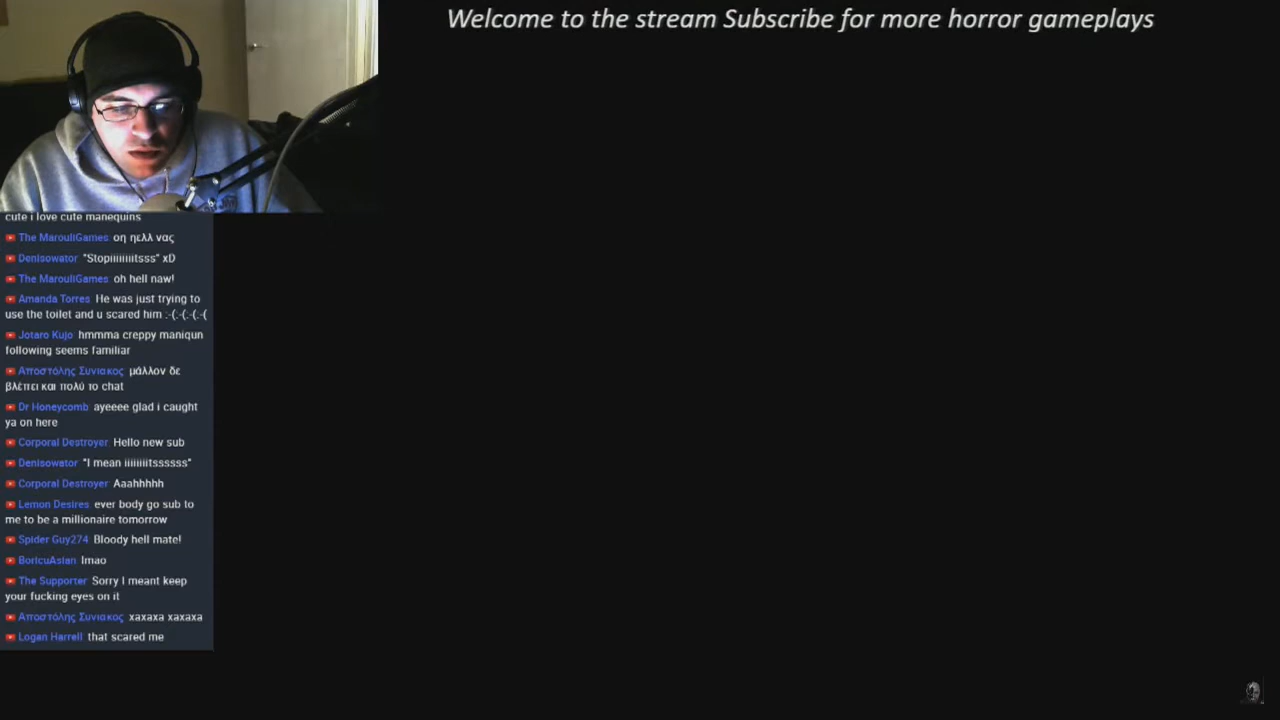 Welcome to the stream Subscribe for more horror gameplays
cute i love cute manequins
The MarouliGames οη ηελλ νας
Denisowator "Stopiiiiiiiitsss" xD
The MarouliGames oh hell naw!
Amanda Torres He was just trying to
use the toilet and u scared him :-(:-(:-(:-(
Jotaro Kujo hmmma creppy maniqun
following seems familiar
Αποστόλης Συνιακος μάλλον δε
βλέπει και πολύ το chat
Dr Honeycomb ayeeee glad i caught
ya on here
Corporal Destroyer Hello new sub
Denisowator "I mean iiiiiiiitssssss"
Corporal Destroyer Aaahhhhh
Lemon Desires ever body go sub to
me to be a millionaire tomorrow
Spider Guy274 Bloody hell mate!
BoricuAsian lmao
The Supporter Sorry I meant keep
your fucking eyes on it
Αποστόλης Συνιακος xaxaxa xaxaxa
Logan Harrell that scared me